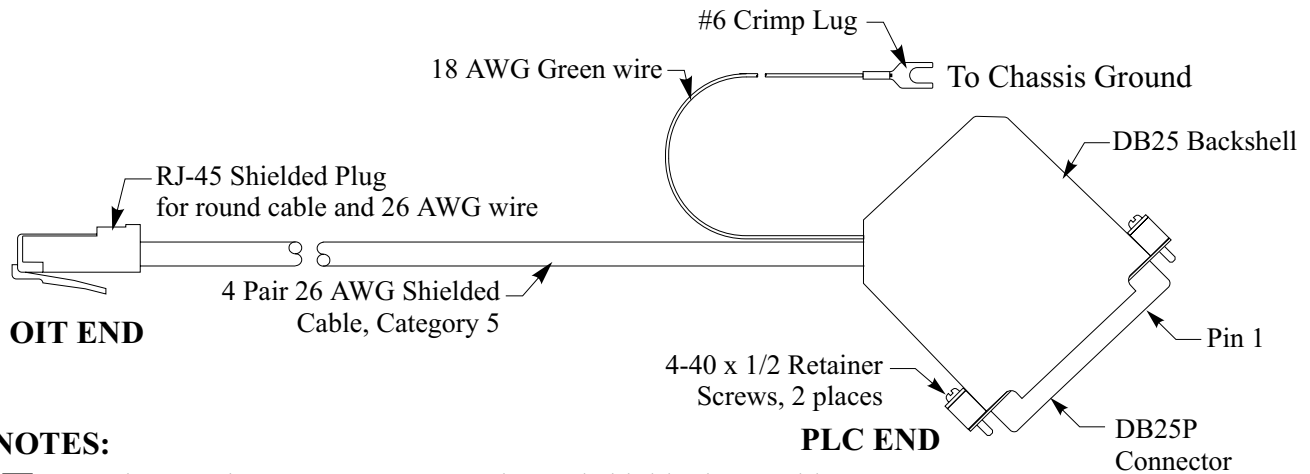 #6 Crimp Lug
18 AWG Green wire
To Chassis Ground
DB25 Backshell
RJ-45 Shielded Plug
for round cable and 26 AWG wire
4 Pair 26 AWG Shielded
Cable, Category 5
OIT END
Pin 1
4-40 x 1/2 Retainer
Screws, 2 places
PLC END
DB25P
Connector
NOTES: